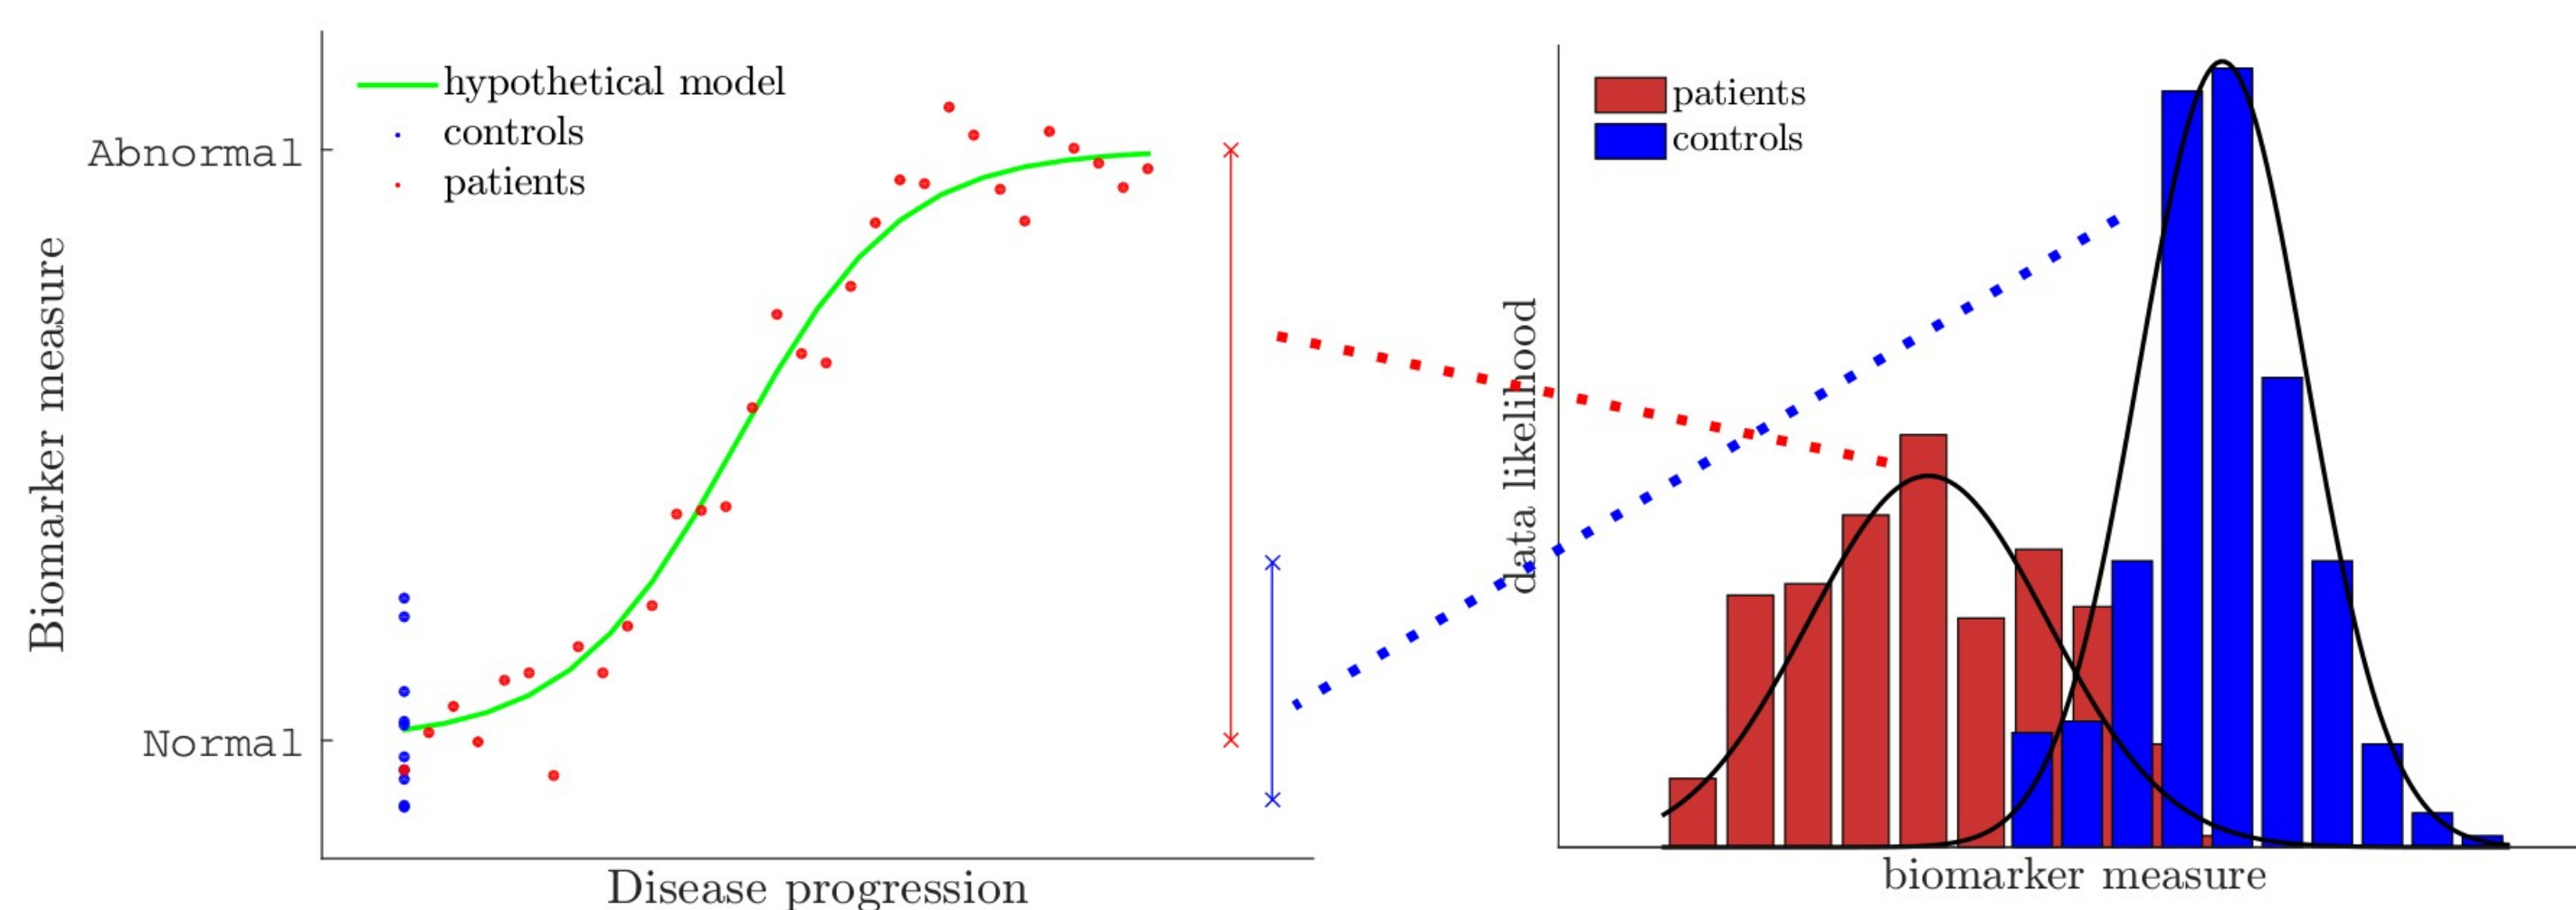 hypothetical model
controls
patients
Abnormal
Normal
Biomarker measure
Disease progression
patients
controls
data likelihood
biomarker measure